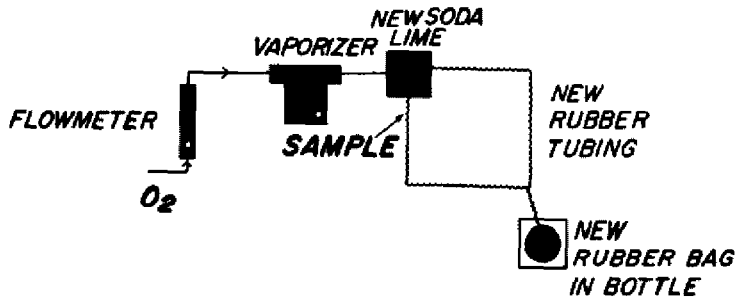 NEW SODA
LIME
VAPORIZER
FLOWMETER
SAMPLE
NEW
RUBBER
TUBING
O₂
NEW
RUBBER BAG
IN BOTTLE